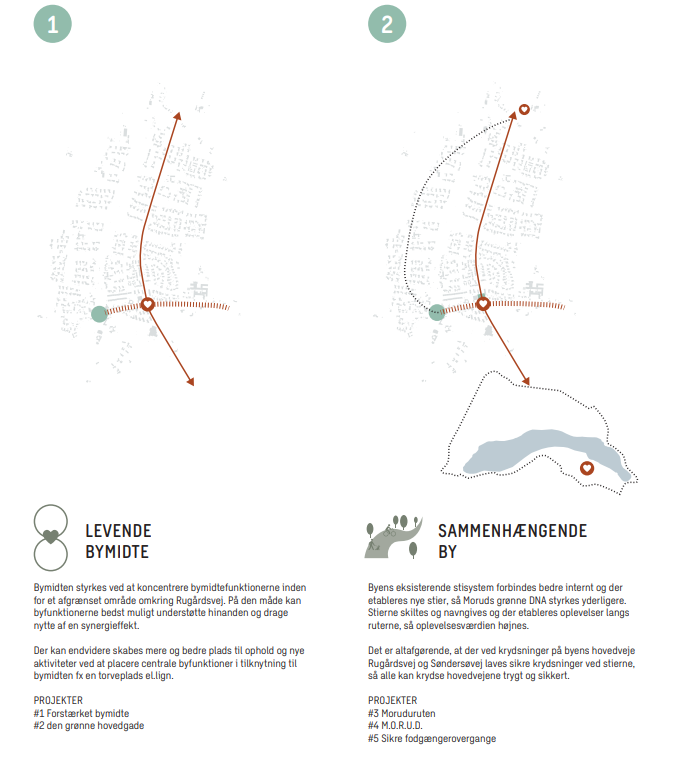 1
LEVENDE
BYMIDTE
Bymidten styrkes ved at koncentrere bymidtefunktionerne inden
for et afgrænset område omkring Rugårdsvej. På den måde kan
byfunktionerne bedst muligt understøtte hinanden og drage
nytte af en synergieffekt.
Der kan endvidere skabes mere og bedre plads til ophold og nye
aktiviteter ved at placere centrale byfunktioner i tilknytning til
bymidten fx en torveplads el.lign.
PROJEKTER
#1 Forstærket bymidte
#2 den grønne hovedgade
2
SAMMENHÆNGENDE
BY
Byens eksisterende stisystem forbindes bedre internt og der
etableres nye stier, så Moruds grønne DNA styrkes yderligere.
Stierne skiltes og navngives og der etableres oplevelser langs
ruterne, så oplevelsesværdien højnes.
Det er altafgørende, at der ved krydsninger på byens hovedveje
Rugårdsvej og Søndersøvej laves sikre krydsninger ved stierne,
så alle kan krydse hovedvejene trygt og sikkert.
PROJEKTER
#3 Moruduruten
#4 M.O.R.U.D.
#5 Sikre fodgængerovergange